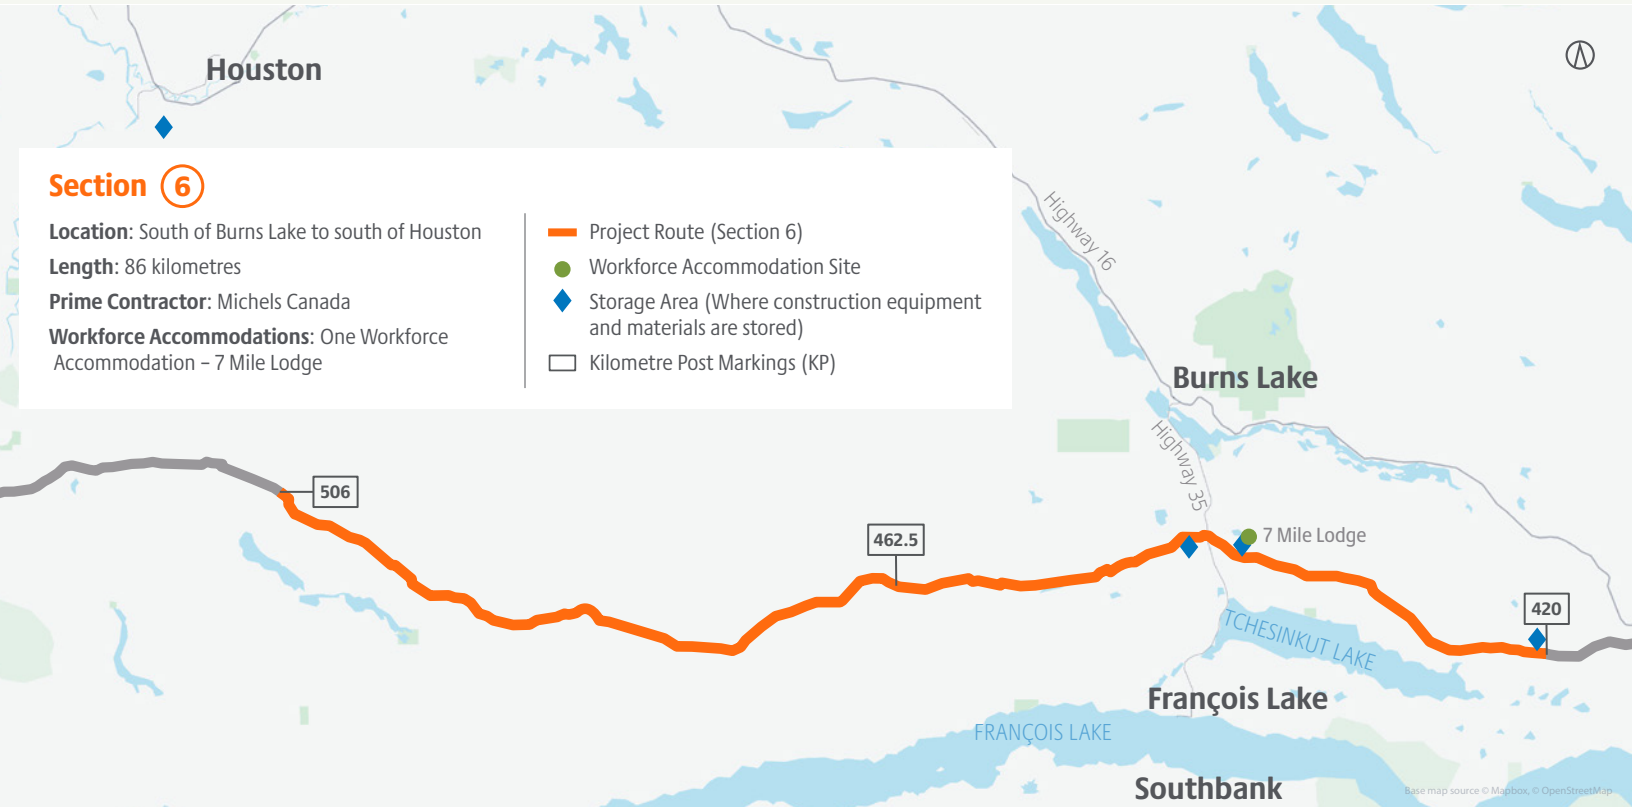 Houston
Section 6
Location: South of Burns Lake to south of Houston
Length: 86 kilometres
Prime Contractor: Michels Canada
Workforce Accommodations: One Workforce
Accommodation – 7 Mile Lodge
Project Route (Section 6)
Workforce Accommodation Site
Storage Area (Where construction equipment
and materials are stored)
Kilometre Post Markings (KP)
Highway 16
Burns Lake
Highway 35
506
462.5
7 Mile Lodge
420
TCHESINKUT LAKE
François Lake
FRANÇOIS LAKE
Southbank
Base map source © Mapbox, © OpenStreetMap